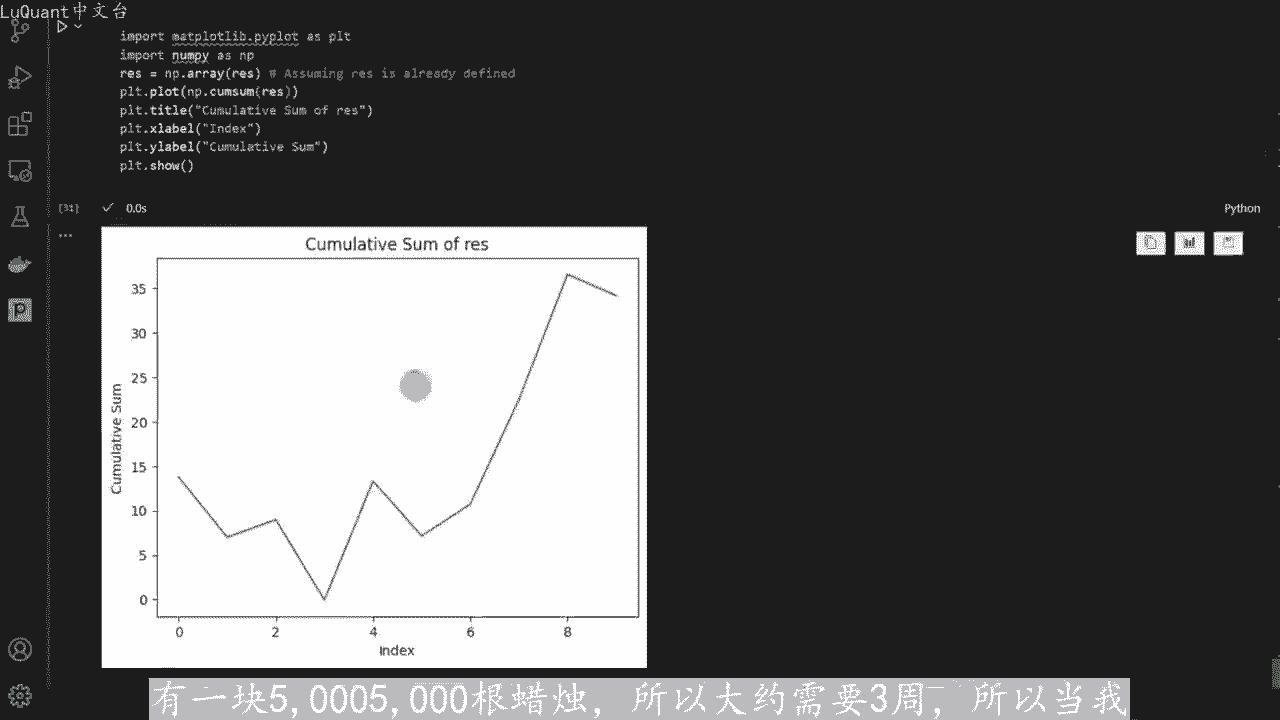 LuQuant中文台
import matplotlib.pyplot as plt
import numpy as np
res = np.array(res) # Assuming res is already defined
plt.plot(np.cumsum(res))
plt.title("Cumulative Sum of res")
plt.xlabel("Index")
plt.ylabel("Cumulative Sum")
plt.show()
[31]
0.0s
Python
Cumulative Sum of res
35
30
25
20
15
10
5
0
Cumulative Sum
0 2 4 6 8
Index
有一块5,0005,000根蜡烛，所以大约需要3周，所以当我